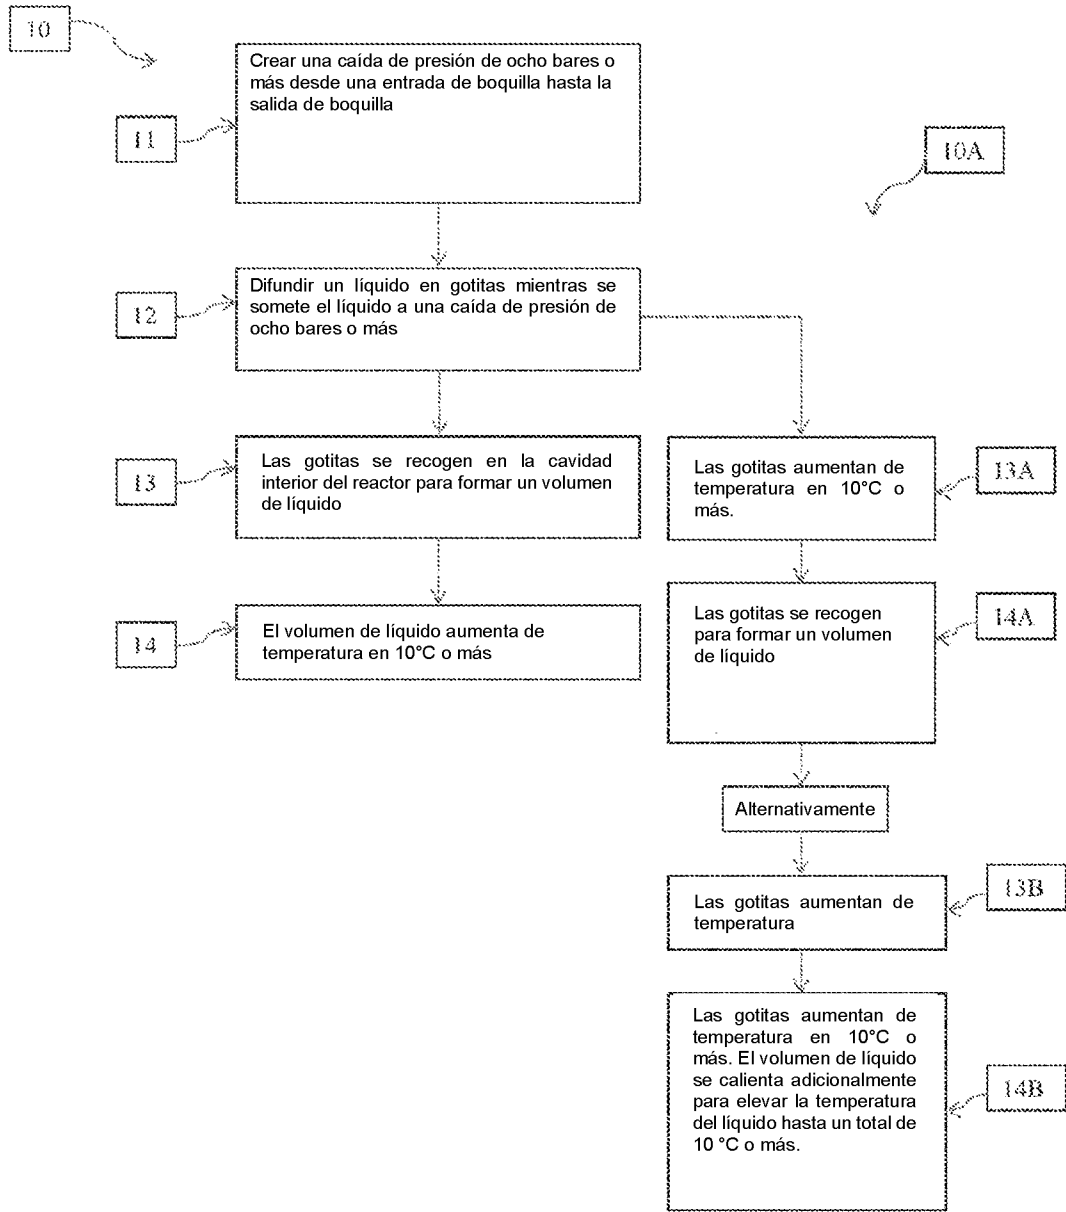 10
Crear una caída de presión de ocho bares o
más desde una entrada de boquilla hasta la
salida de boquilla
11
10A
Difundir un líquido en gotitas mientras se
somete el líquido a una caída de presión de
ocho bares o más
12
Las gotitas se recogen en la cavidad
interior del reactor para formar un volumen
de líquido
13
Las gotitas aumentan de
temperatura en 10°C o
más.
13A
El volumen de líquido aumenta de
temperatura en 10°C o más
14
Las gotitas se recogen
para formar un volumen
de líquido
14A
Alternativamente
Las gotitas aumentan de
temperatura
13B
Las gotitas aumentan de
temperatura en 10°C o
más. El volumen de líquido
se calienta adicionalmente
para elevar la temperatura
del líquido hasta un total de
10 °C o más.
14B